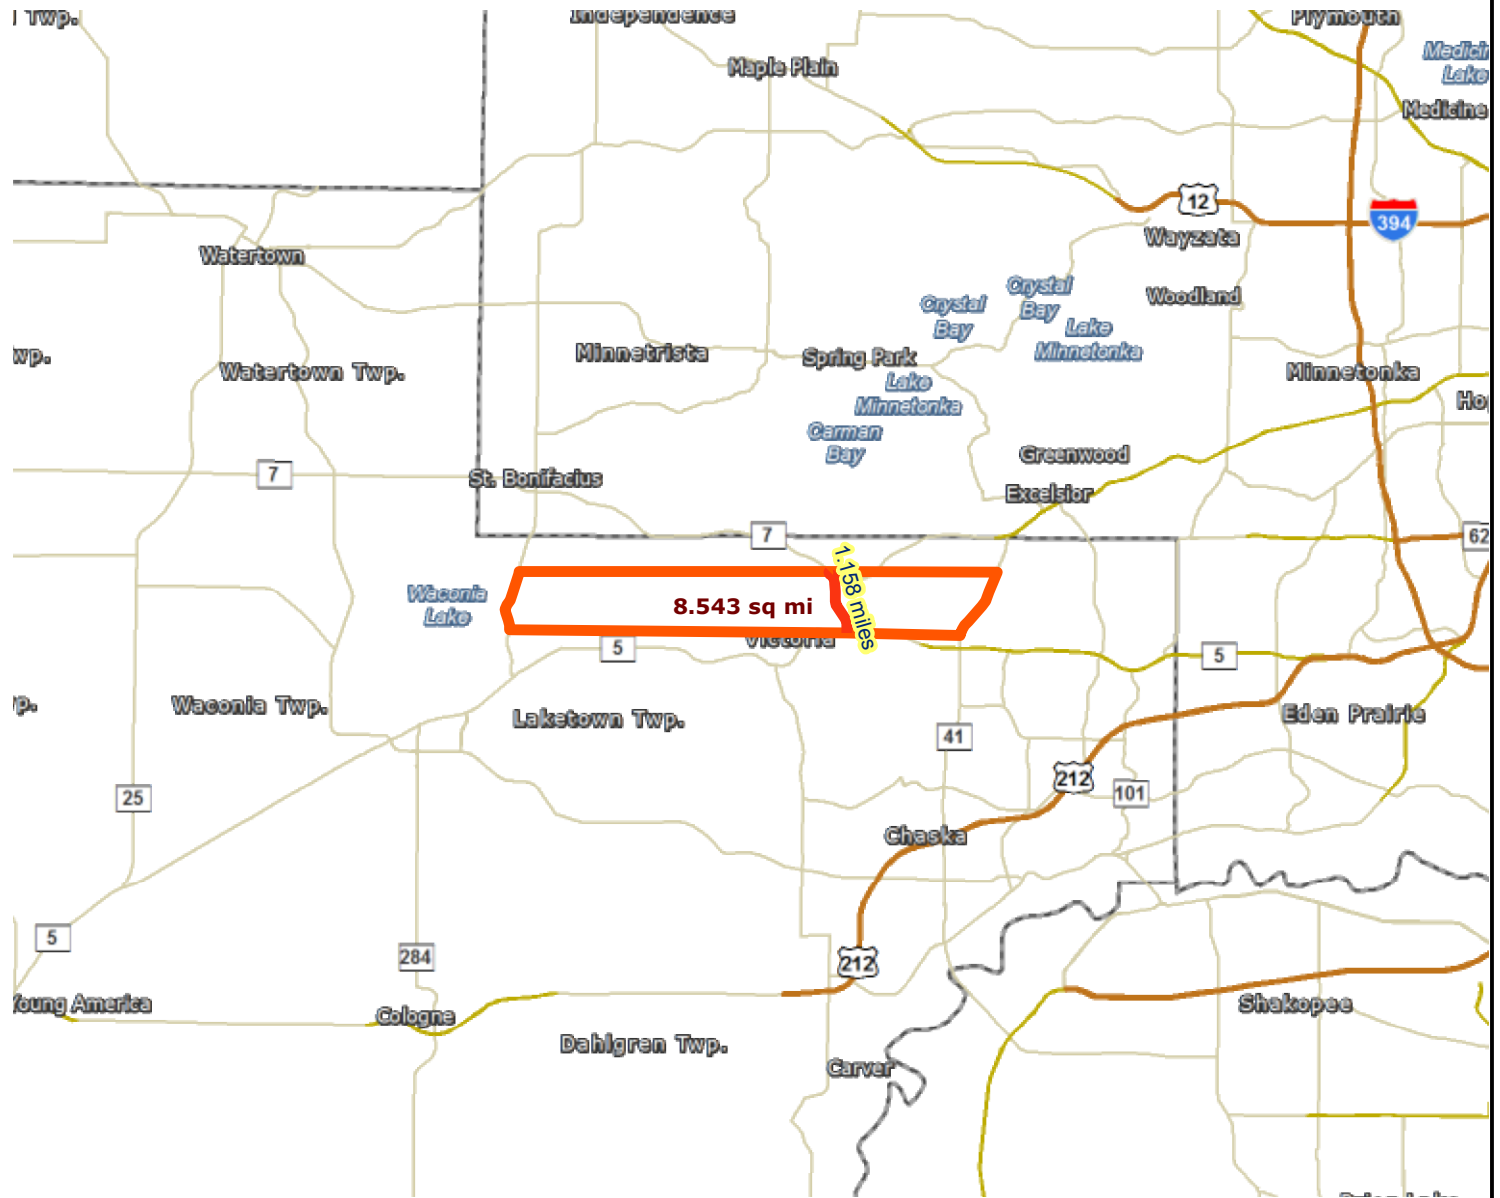 Twp.
Independence
Plymouth
Maple Plain
Lake
Medicine
12
394
Wayzata
Watertown
Crystal
Bay
Crystal
Bay
Woodland
Lake
Minnetonka
Minnetrista
Spring Park
Watertown Twp.
Lake
Minnetonka
Minnetonka
Carman
Bay
Greenwood
7
St. Bonifacius
Excelsior
7
62
1.158 miles
Waconia
Lake
8.543 sq mi
Victoria
5
5
Waconia Twp.
Laketown Twp.
Eden Prairie
41
212
25
101
Chaska
5
284
212
Young America
Cologne
Shakopee
Dahlgren Twp.
Carver